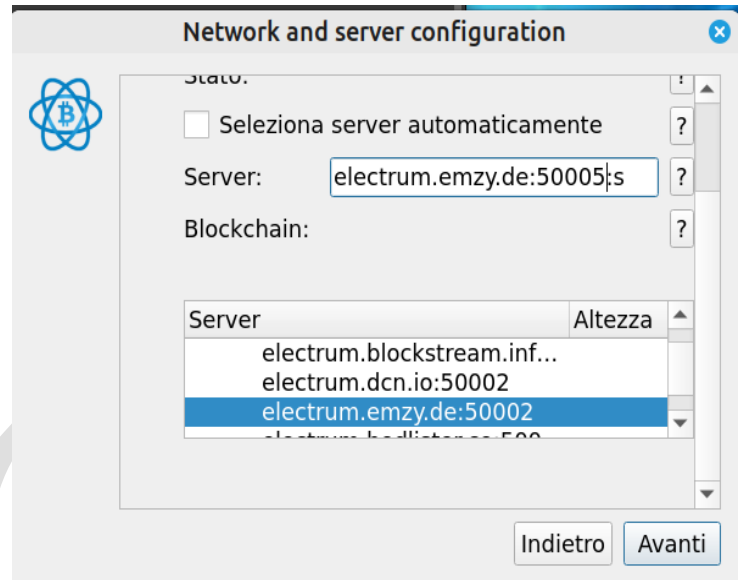 Network and server configuration
Stato: ?
Seleziona server automaticamente ?
Server: electrum.emzy.de:50005:s ?
Blockchain: ?
Server Altezza
electrum.blockstream.inf...
electrum.dcn.io:50002
electrum.emzy.de:50002
Indietro Avanti